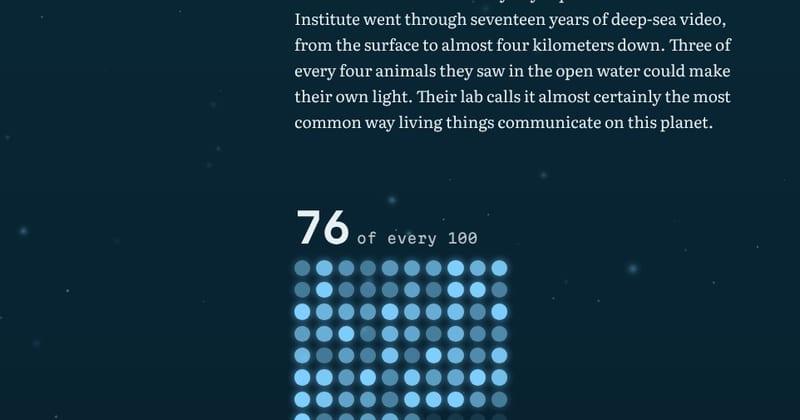 Institute went through seventeen years of deep-sea video,
from the surface to almost four kilometers down. Three of
every four animals they saw in the open water could make
their own light. Their lab calls it almost certainly the most
common way living things communicate on this planet.
76 of every 100